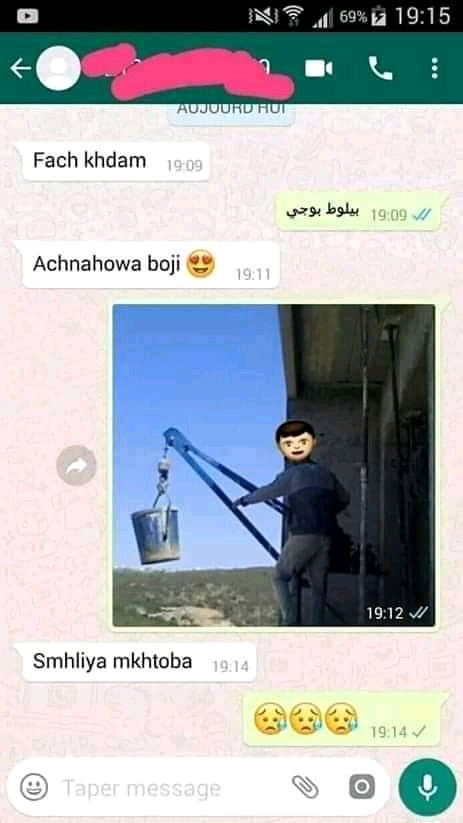 69% 19:15
AUJOURD'HUI
Fach khdam 19:09
بيلوط بوجي 19:09
Achnahowa boji 😍 19:11
19:12
Smhliya mkhtoba 19:14
😥😥😥 19:14
Taper message